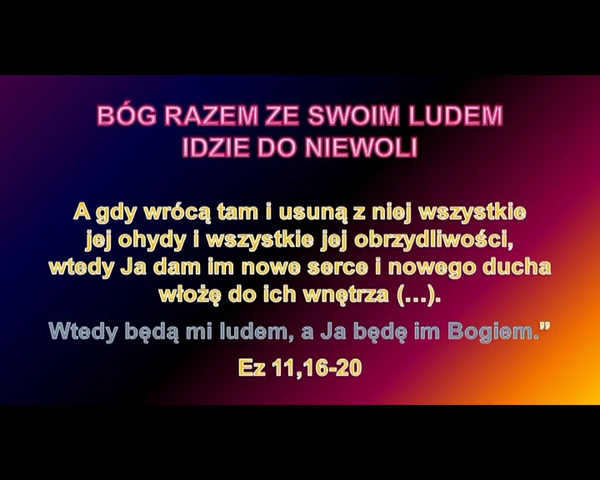 BÓG RAZEM ZE SWOIM LUDEM
IDZIE DO NIEWOLI
A gdy wrócą tam i usuną z niej wszystkie
jej ohydy i wszystkie jej obrzydliwości,
wtedy Ja dam im nowe serce i nowego ducha
włożę do ich wnętrza (...).
Wtedy będą mi ludem, a Ja będę im Bogiem.”
Ez 11,16-20